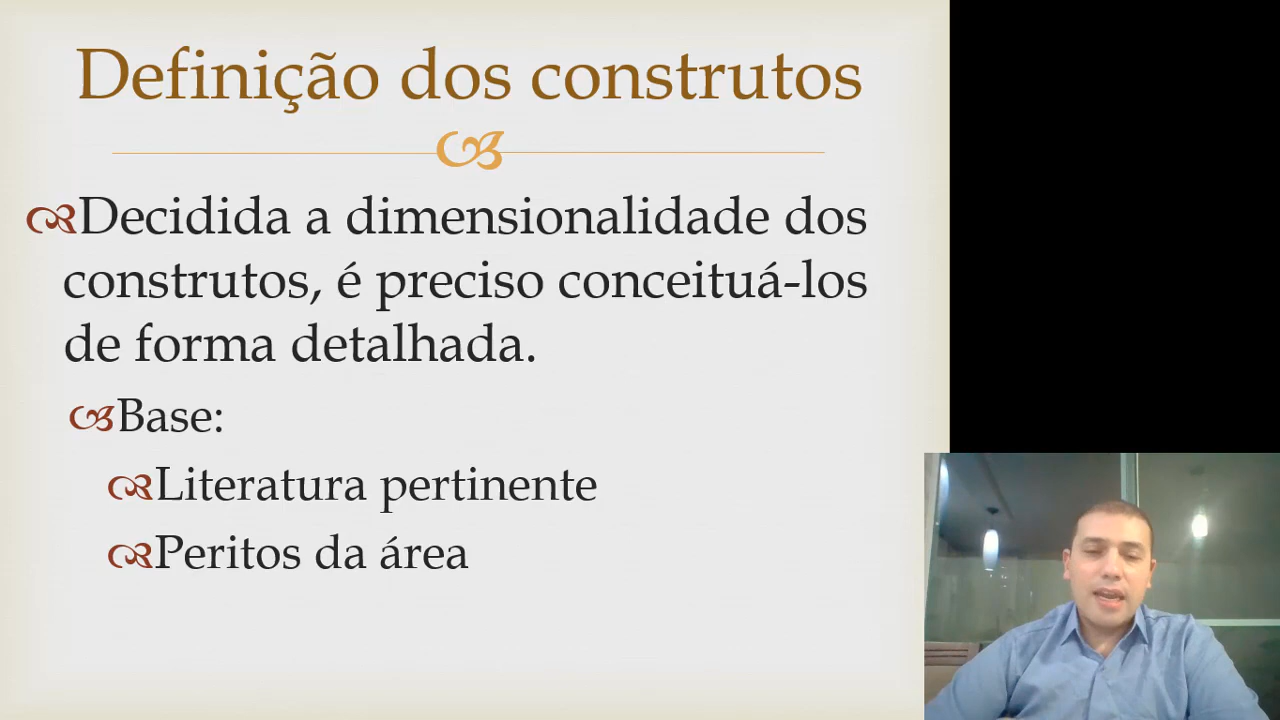 Definição dos construtos
Decidida a dimensionalidade dos
construtos, é preciso conceituá-los
de forma detalhada.
Base:
Literatura pertinente
Peritos da área